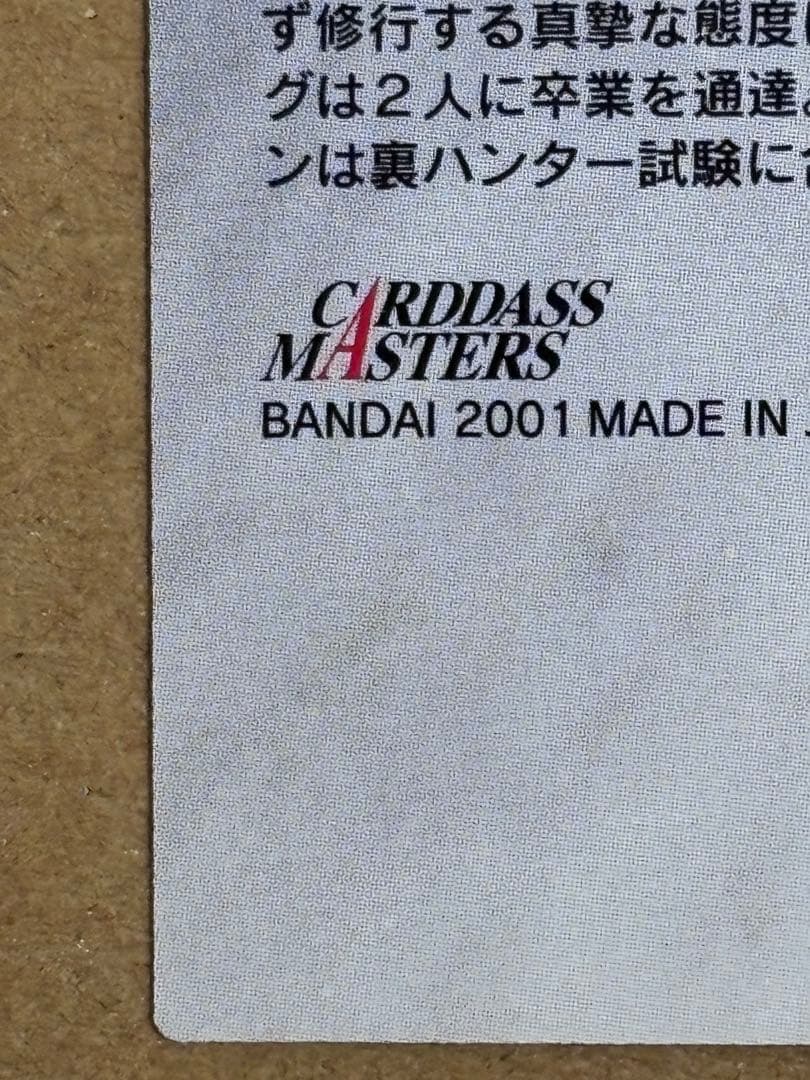 ず修行する真摯な態度
グは2人に卒業を通達
ンは裏ハンター試験に
CARDDASS
MASTERS
BANDAI 2001 MADE IN